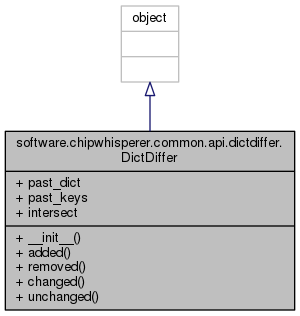 object
software.chipwhisperer.common.api.dictdiffer.
DictDiffer
+ past_dict
+ past_keys
+ intersect
+ __init__()
+ added()
+ removed()
+ changed()
+ unchanged()